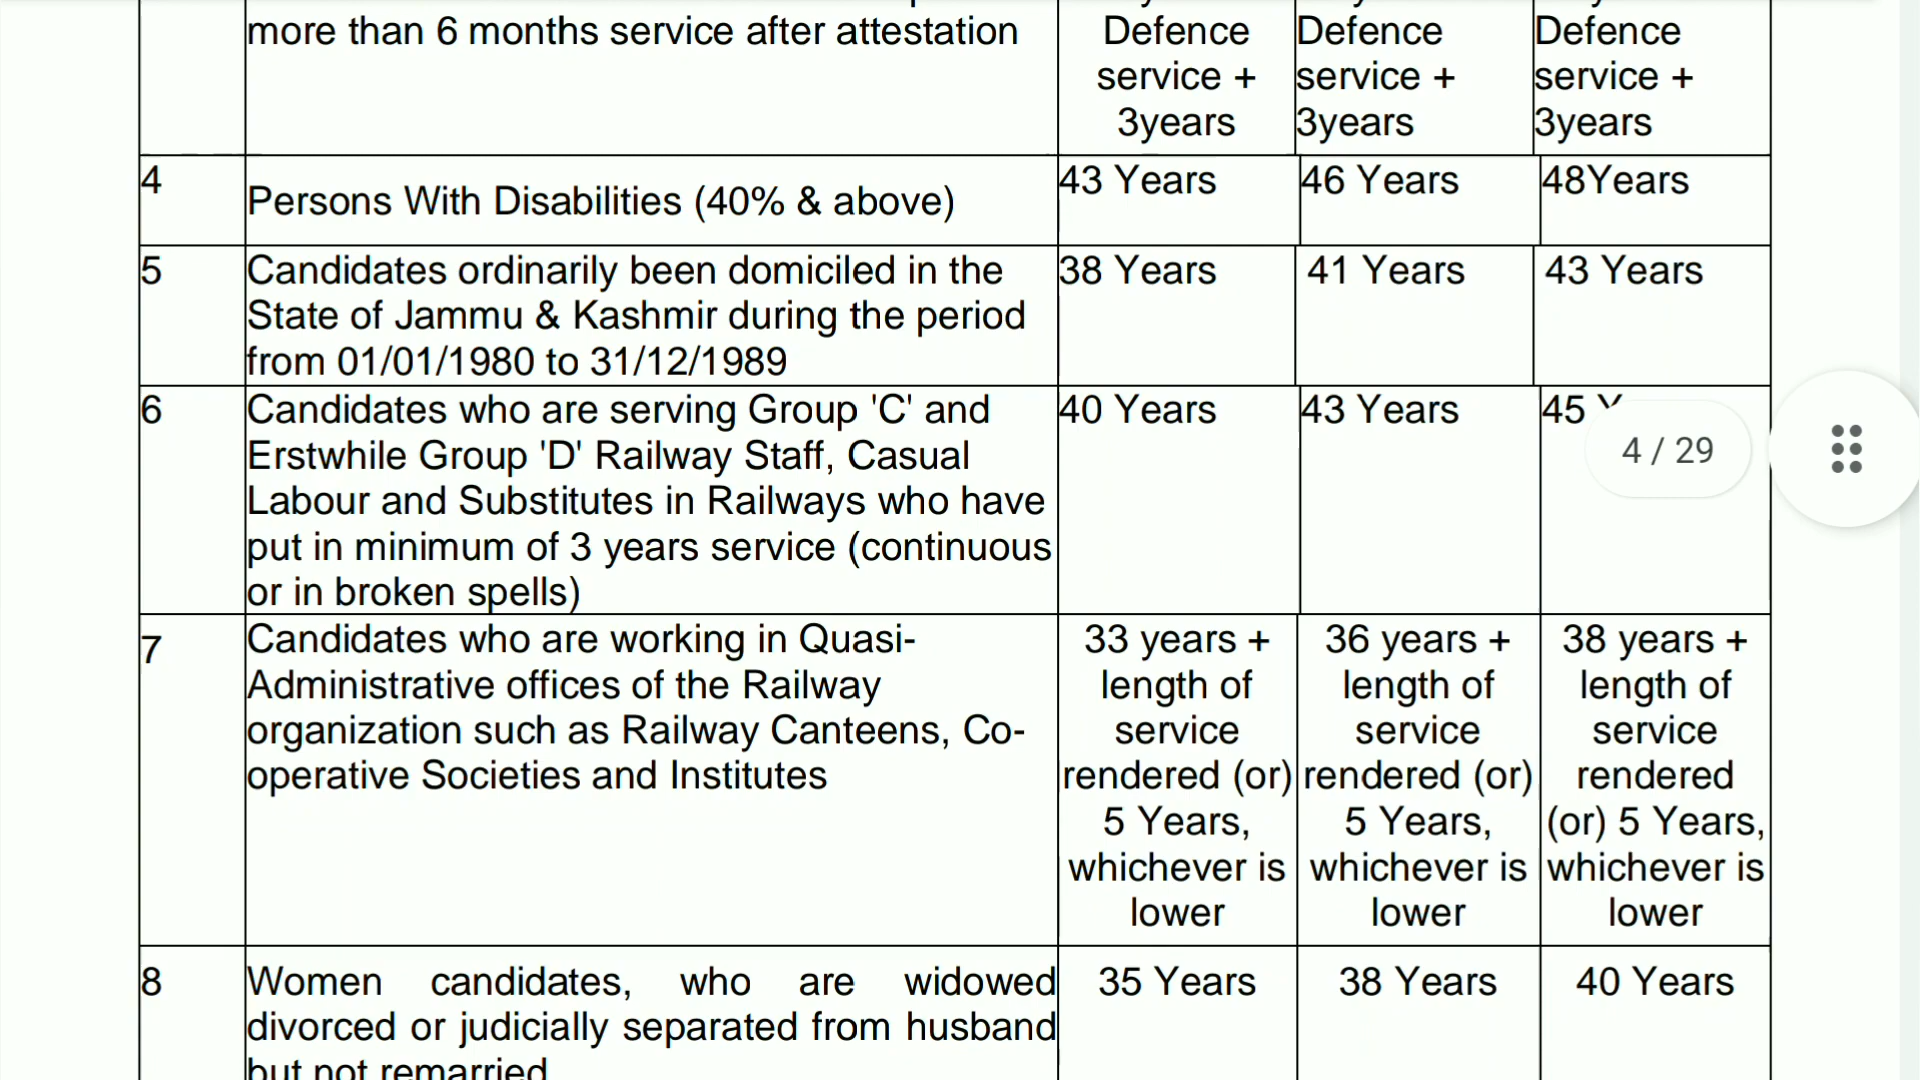 more than 6 months service after attestation
Defence
service +
3years
Defence
service +
3years
Defence
service +
3years
4
Persons With Disabilities (40% & above)
43 Years
46 Years
48Years
5
Candidates ordinarily been domiciled in the
State of Jammu & Kashmir during the period
from 01/01/1980 to 31/12/1989
38 Years
41 Years
43 Years
6
Candidates who are serving Group 'C' and
Erstwhile Group 'D' Railway Staff, Casual
Labour and Substitutes in Railways who have
put in minimum of 3 years service (continuous
or in broken spells)
40 Years
43 Years
45
4 / 29
7
Candidates who are working in Quasi-
Administrative offices of the Railway
organization such as Railway Canteens, Co-
operative Societies and Institutes
33 years +
length of
service
rendered (or)
5 Years,
whichever is
lower
36 years +
length of
service
rendered (or)
5 Years,
whichever is
lower
38 years +
length of
service
rendered
(or) 5 Years,
whichever is
lower
8
Women candidates, who are widowed
divorced or judicially separated from husband
but not remarried
35 Years
38 Years
40 Years